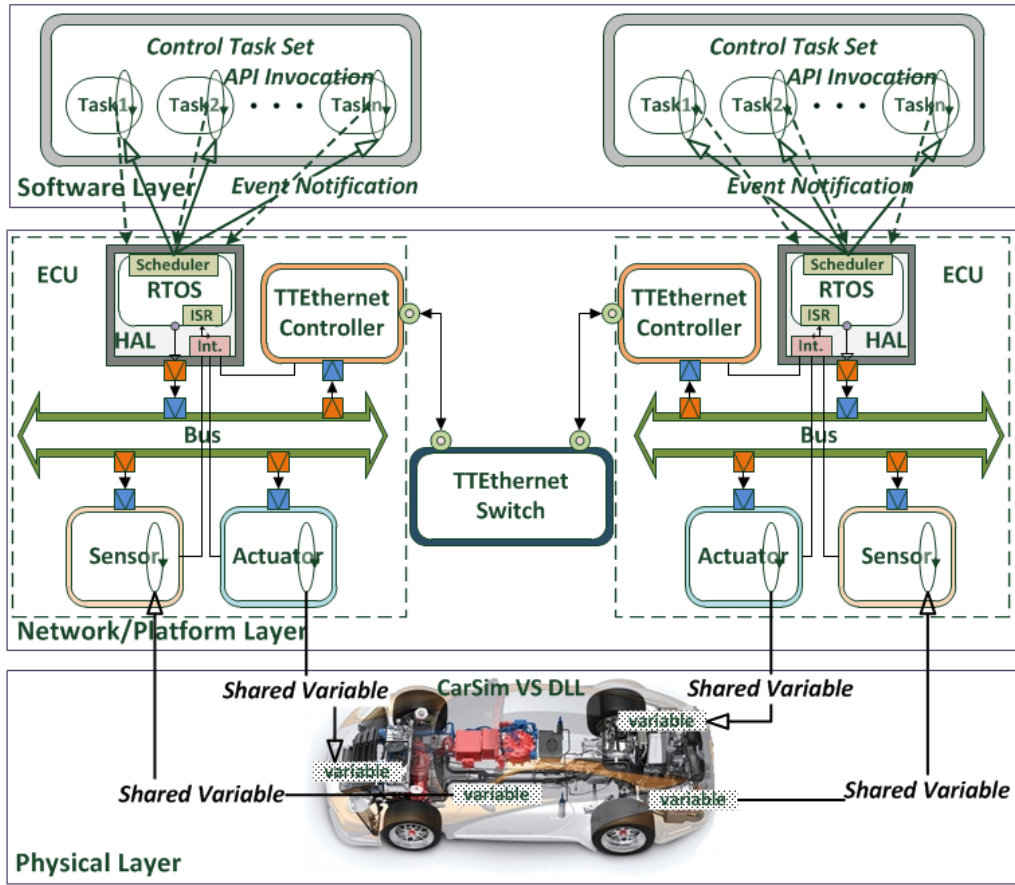 Control Task Set
API Invocation
Task1
Task2
• • •
Taskn
Event Notification
Control Task Set
API Invocation
Task1
Task2
• • •
Taskn
Event Notification
Software Layer
ECU
Scheduler
RTOS
ISR
HAL
Int.
TTEthernet
Controller
Bus
Sensor
Actuator
TTEthernet
Switch
TTEthernet
Controller
Scheduler
RTOS
ISR
Int.
HAL
ECU
Bus
Actuator
Sensor
Network/Platform Layer
Shared Variable
CarSim VS DLL
Shared Variable
variable
variable
Shared Variable
variable
variable
Shared Variable
Physical Layer